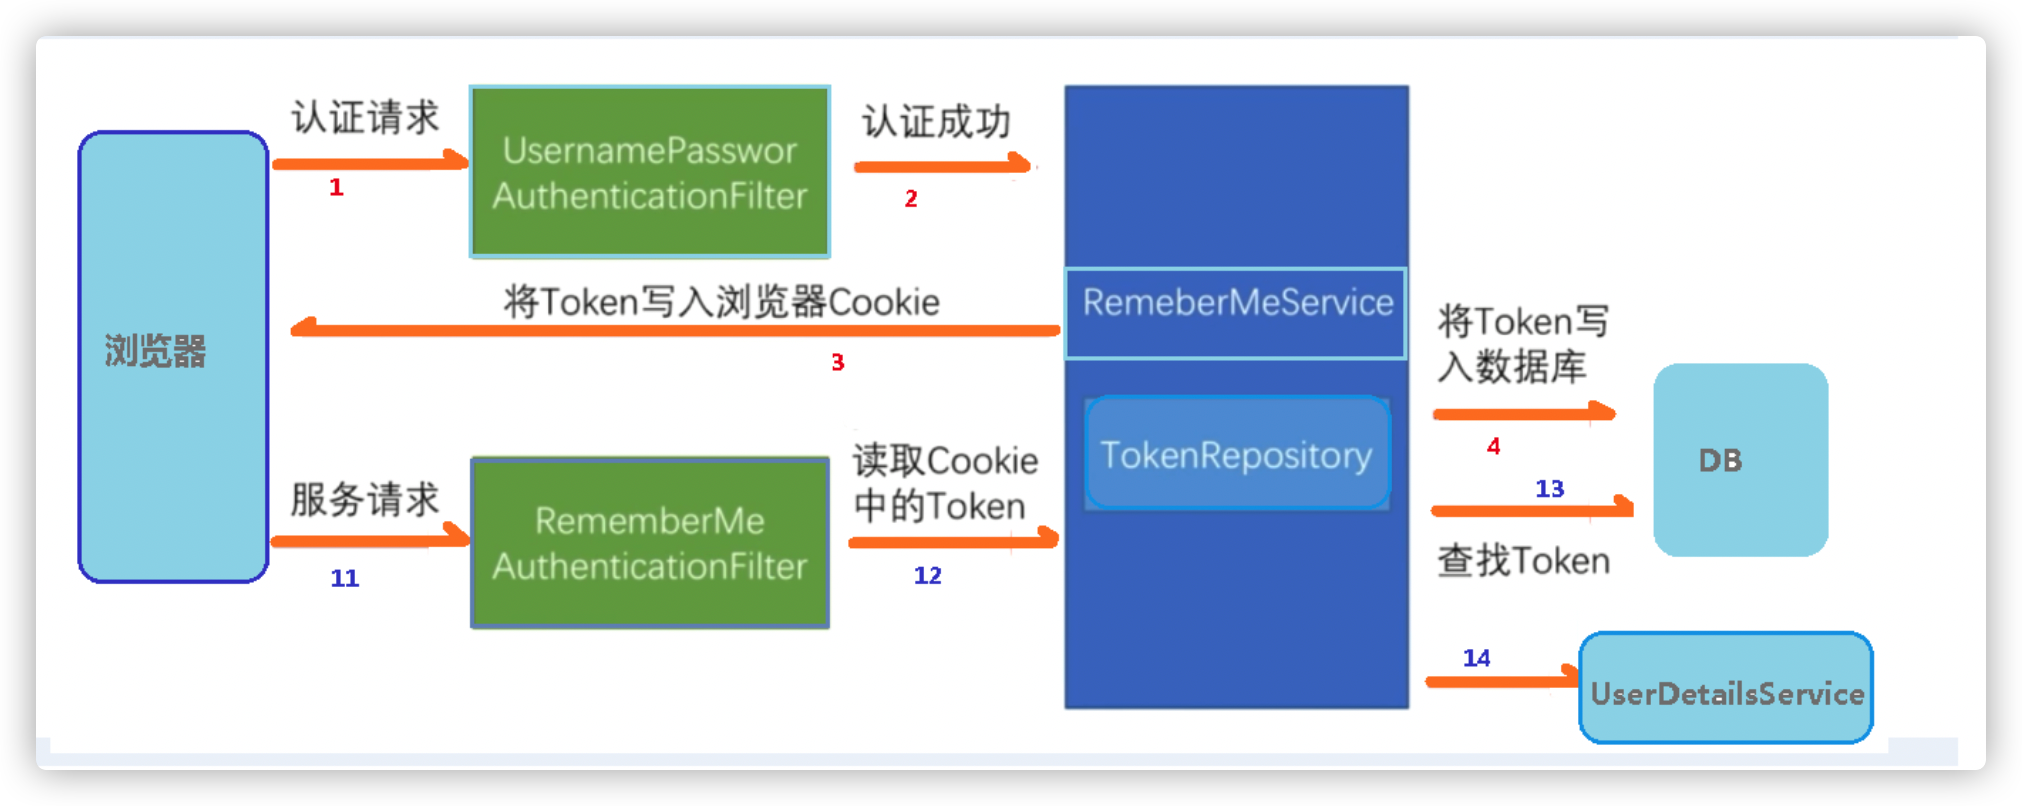 认证请求
1
UsernamePasswor
AuthenticationFilter
认证成功
2
将Token写入浏览器Cookie
3
RemeberMeService
浏览器
将Token写
入数据库
4
TokenRepository
DB
服务请求
11
RememberMe
AuthenticationFilter
读取Cookie
中的Token
12
13
查找Token
14
UserDetailsService